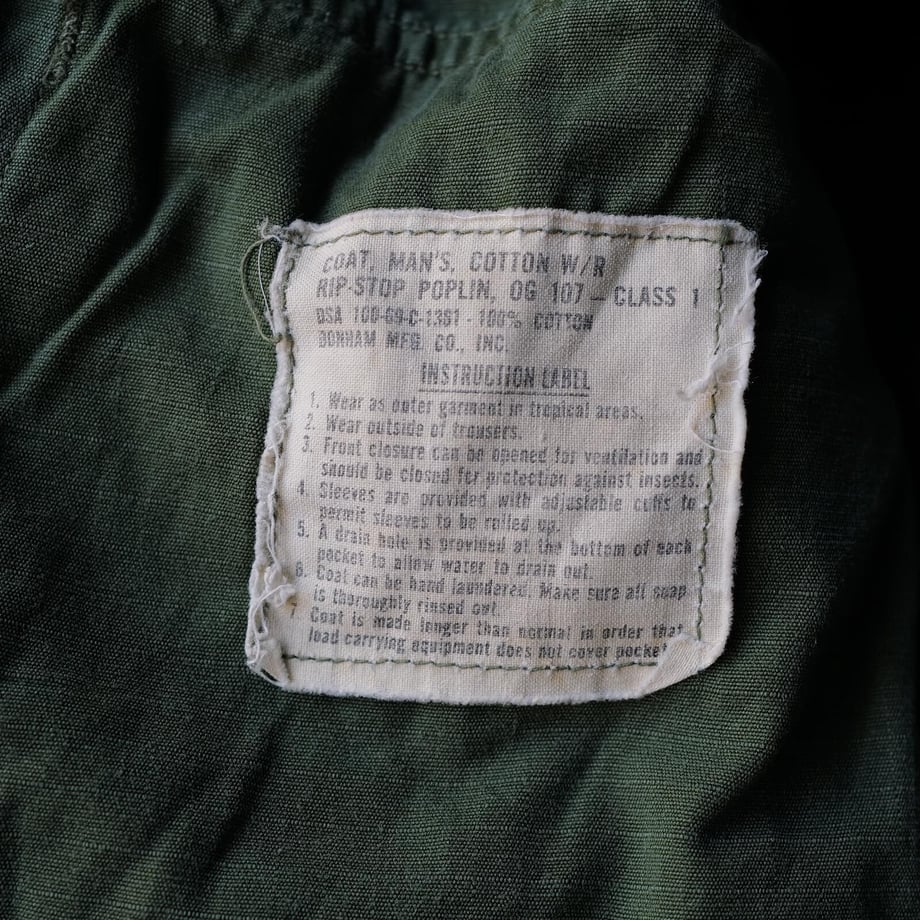 COAT, MAN'S, COTTON W/R
RIP-STOP POPLIN, OG 107 - CLASS 1
DSA 100-69-C-1361 - 100% COTTON
DONHAM MFG. CO., INC.
INSTRUCTION LABEL
1. Wear as outer garment in tropical areas.
2. Wear outside of trousers.
3. Front closure can be opened for ventilation and
should be closed for protection against insects.
4. Sleeves are provided with adjustable cuffs to
permit sleeves to be rolled up.
5. A drain hole is provided at the bottom of each
pocket to allow water to drain out.
6. Coat can be hand laundered. Make sure all soap
is thoroughly rinsed out.
7. Coat is made longer than normal in order that
load carrying equipment does not cover pocket